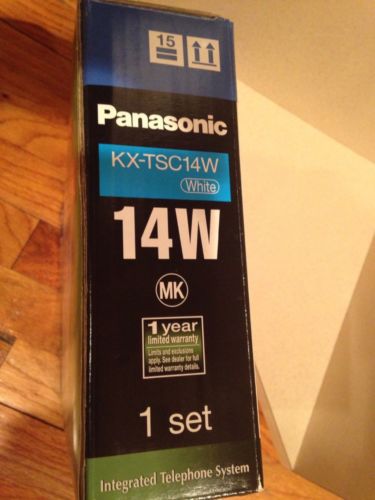 15
Panasonic
KX-TSC14W
White
14W
MK
1 year
limited warranty
Limits and exclusions
apply. See dealer for full
limited warranty details.
1 set
Integrated Telephone System